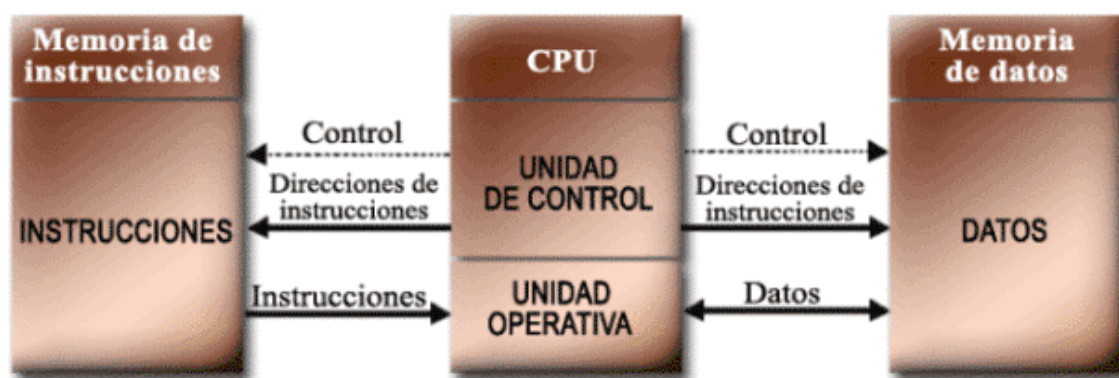 Memoria de
instrucciones
CPU
Memoria
de datos
Control
Control
UNIDAD
DE CONTROL
Direcciones de
instrucciones
Direcciones de
instrucciones
INSTRUCCIONES
DATOS
Instrucciones
UNIDAD
OPERATIVA
Datos